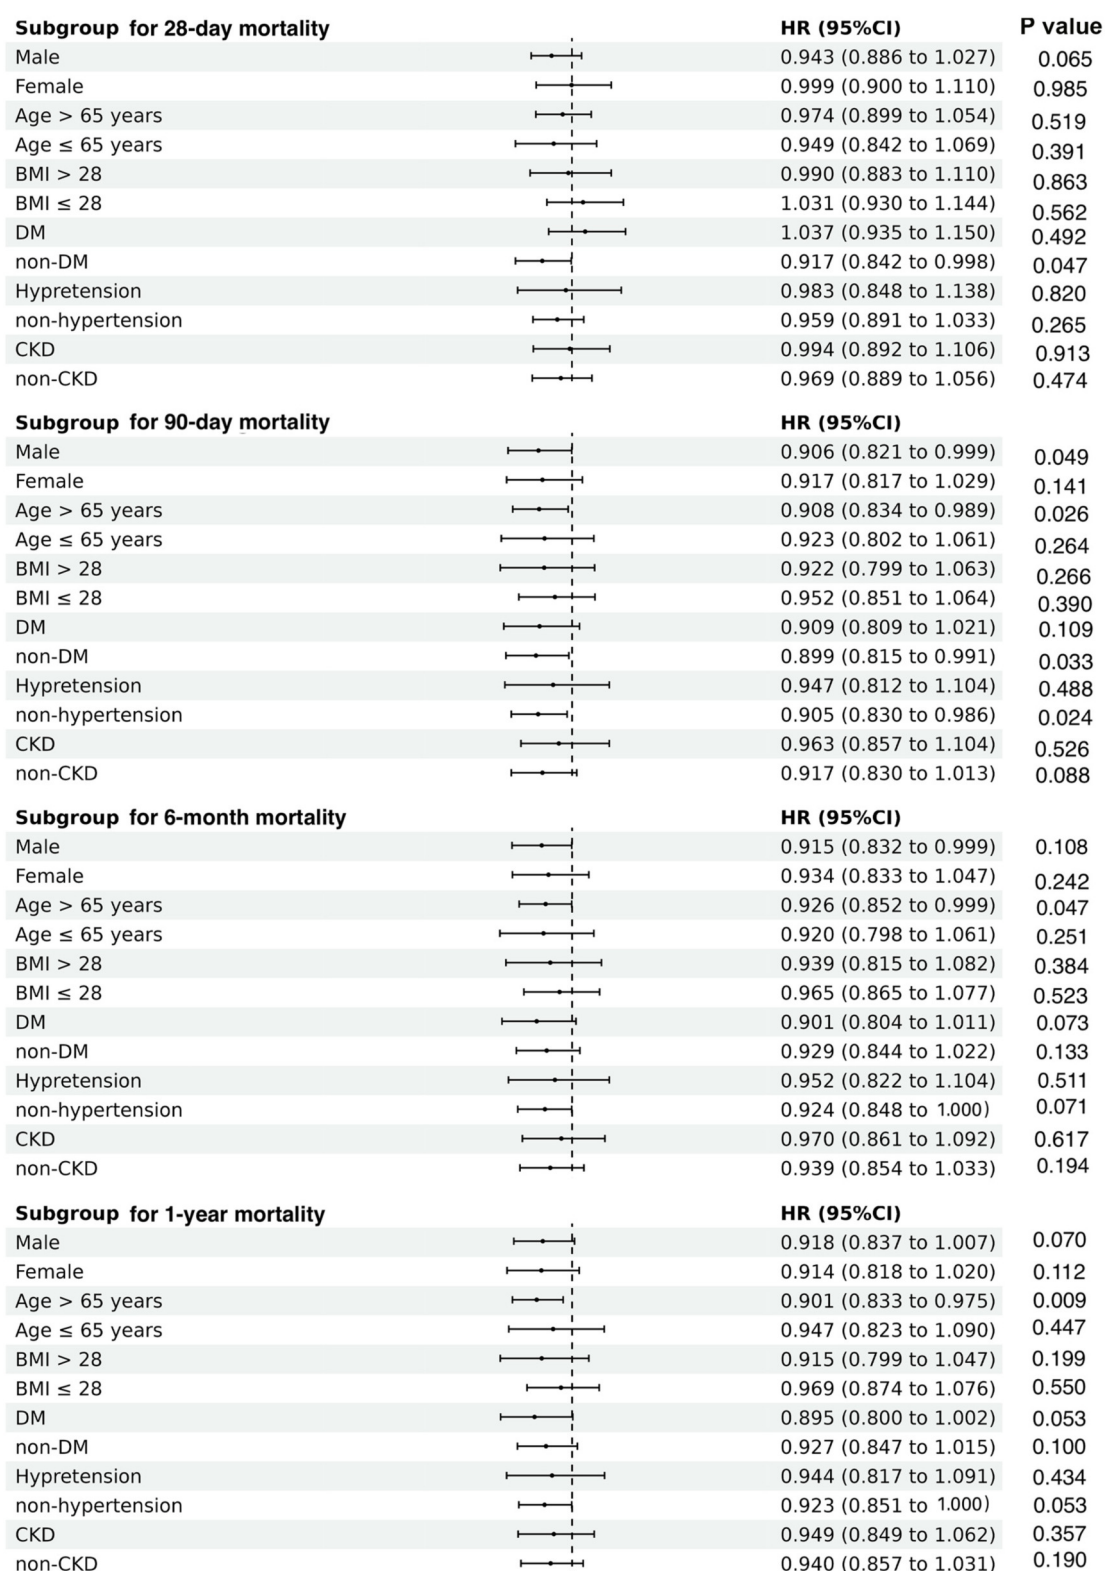 Subgroup for 28-day mortality HR (95%CI) P value
Male 0.943 (0.886 to 1.027) 0.065
Female 0.999 (0.900 to 1.110) 0.985
Age > 65 years 0.974 (0.899 to 1.054) 0.519
Age ≤ 65 years 0.949 (0.842 to 1.069) 0.391
BMI > 28 0.990 (0.883 to 1.110) 0.863
BMI ≤ 28 1.031 (0.930 to 1.144) 0.562
DM 1.037 (0.935 to 1.150) 0.492
non-DM 0.917 (0.842 to 0.998) 0.047
Hypretension 0.983 (0.848 to 1.138) 0.820
non-hypertension 0.959 (0.891 to 1.033) 0.265
CKD 0.994 (0.892 to 1.106) 0.913
non-CKD 0.969 (0.889 to 1.056) 0.474
Subgroup for 90-day mortality HR (95%CI)
Male 0.906 (0.821 to 0.999) 0.049
Female 0.917 (0.817 to 1.029) 0.141
Age > 65 years 0.908 (0.834 to 0.989) 0.026
Age ≤ 65 years 0.923 (0.802 to 1.061) 0.264
BMI > 28 0.922 (0.799 to 1.063) 0.266
BMI ≤ 28 0.952 (0.851 to 1.064) 0.390
DM 0.909 (0.809 to 1.021) 0.109
non-DM 0.899 (0.815 to 0.991) 0.033
Hypretension 0.947 (0.812 to 1.104) 0.488
non-hypertension 0.905 (0.830 to 0.986) 0.024
CKD 0.963 (0.857 to 1.104) 0.526
non-CKD 0.917 (0.830 to 1.013) 0.088
Subgroup for 6-month mortality HR (95%CI)
Male 0.915 (0.832 to 0.999) 0.108
Female 0.934 (0.833 to 1.047) 0.242
Age > 65 years 0.926 (0.852 to 0.999) 0.047
Age ≤ 65 years 0.920 (0.798 to 1.061) 0.251
BMI > 28 0.939 (0.815 to 1.082) 0.384
BMI ≤ 28 0.965 (0.865 to 1.077) 0.523
DM 0.901 (0.804 to 1.011) 0.073
non-DM 0.929 (0.844 to 1.022) 0.133
Hypretension 0.952 (0.822 to 1.104) 0.511
non-hypertension 0.924 (0.848 to 1.000) 0.071
CKD 0.970 (0.861 to 1.092) 0.617
non-CKD 0.939 (0.854 to 1.033) 0.194
Subgroup for 1-year mortality HR (95%CI)
Male 0.918 (0.837 to 1.007) 0.070
Female 0.914 (0.818 to 1.020) 0.112
Age > 65 years 0.901 (0.833 to 0.975) 0.009
Age ≤ 65 years 0.947 (0.823 to 1.090) 0.447
BMI > 28 0.915 (0.799 to 1.047) 0.199
BMI ≤ 28 0.969 (0.874 to 1.076) 0.550
DM 0.895 (0.800 to 1.002) 0.053
non-DM 0.927 (0.847 to 1.015) 0.100
Hypretension 0.944 (0.817 to 1.091) 0.434
non-hypertension 0.923 (0.851 to 1.000) 0.053
CKD 0.949 (0.849 to 1.062) 0.357
non-CKD 0.940 (0.857 to 1.031) 0.190